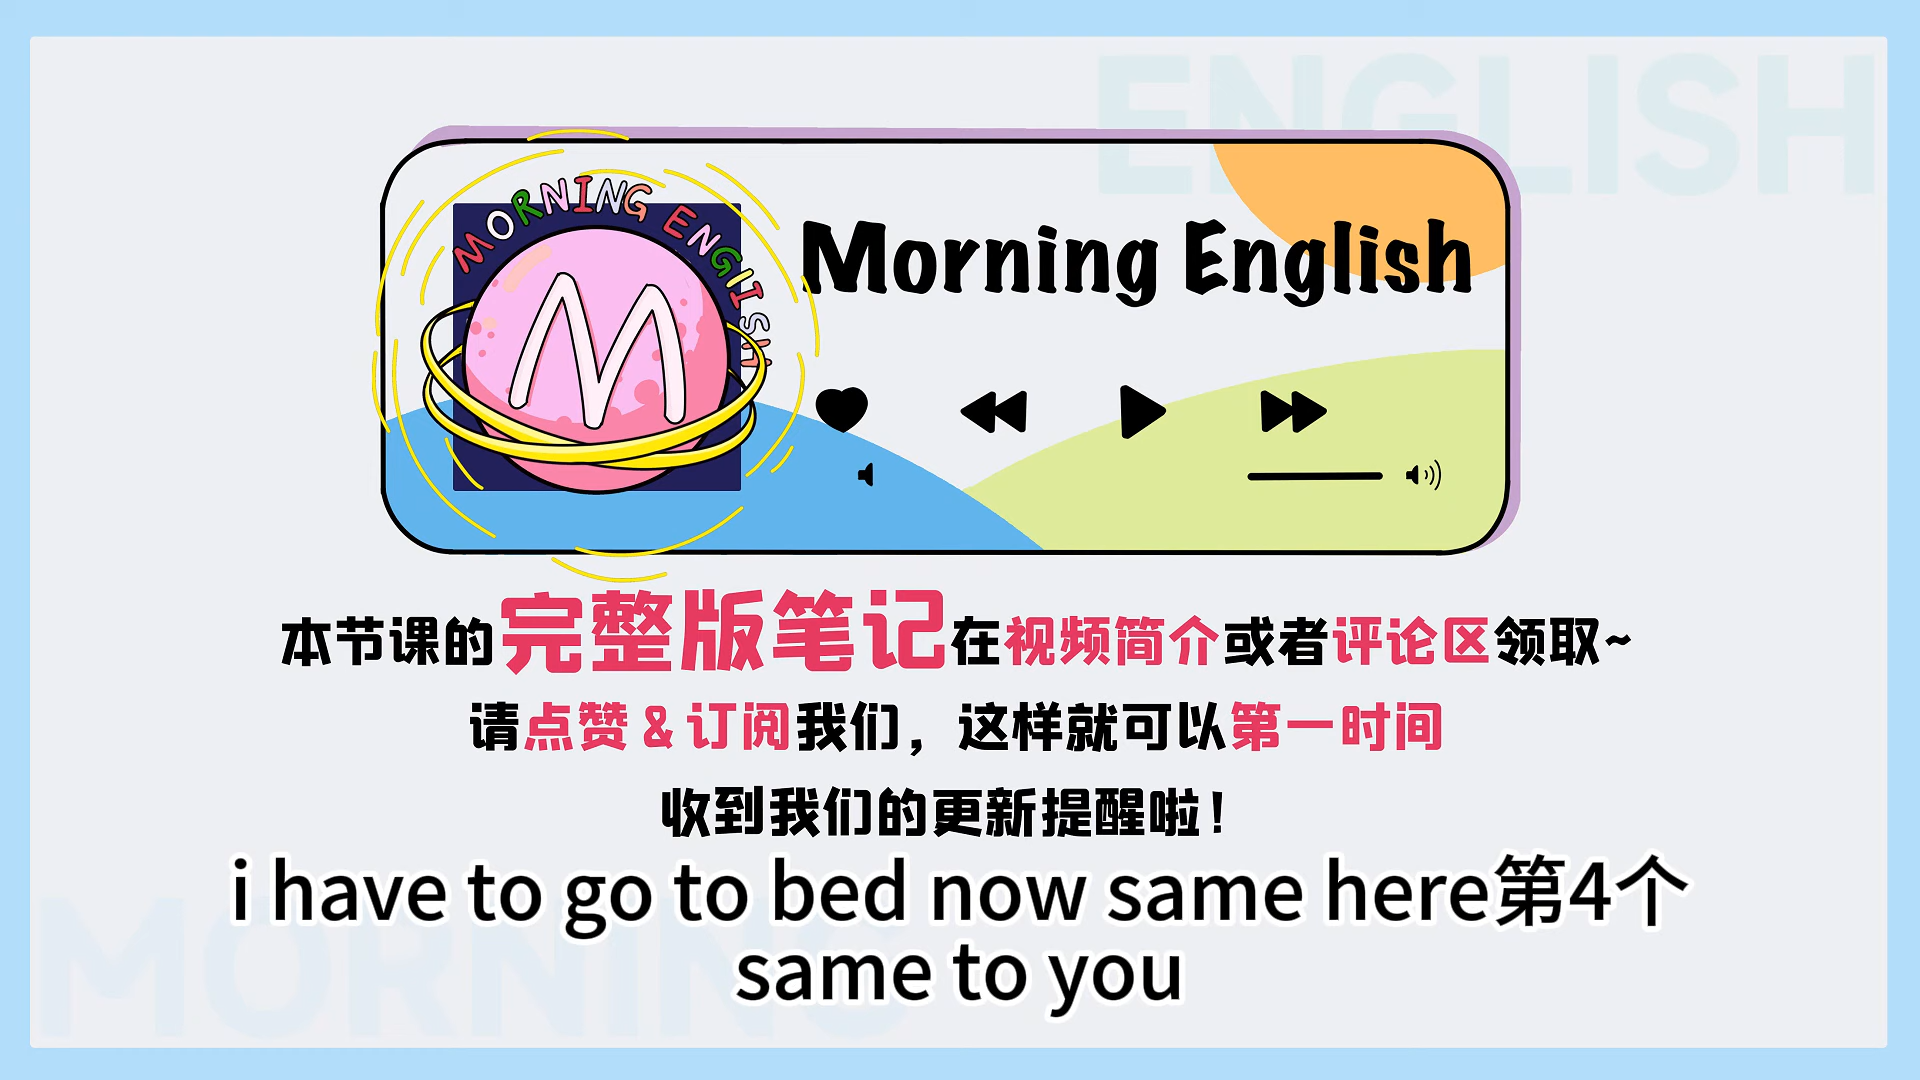 ENGLISH
MORNING ENGLISH
M
Morning English
本节课的完整版笔记在视频简介或者评论区领取~
请点赞&订阅我们，这样就可以第一时间
收到我们的更新提醒啦！
i have to go to bed now same here第4个
same to you
MORNING